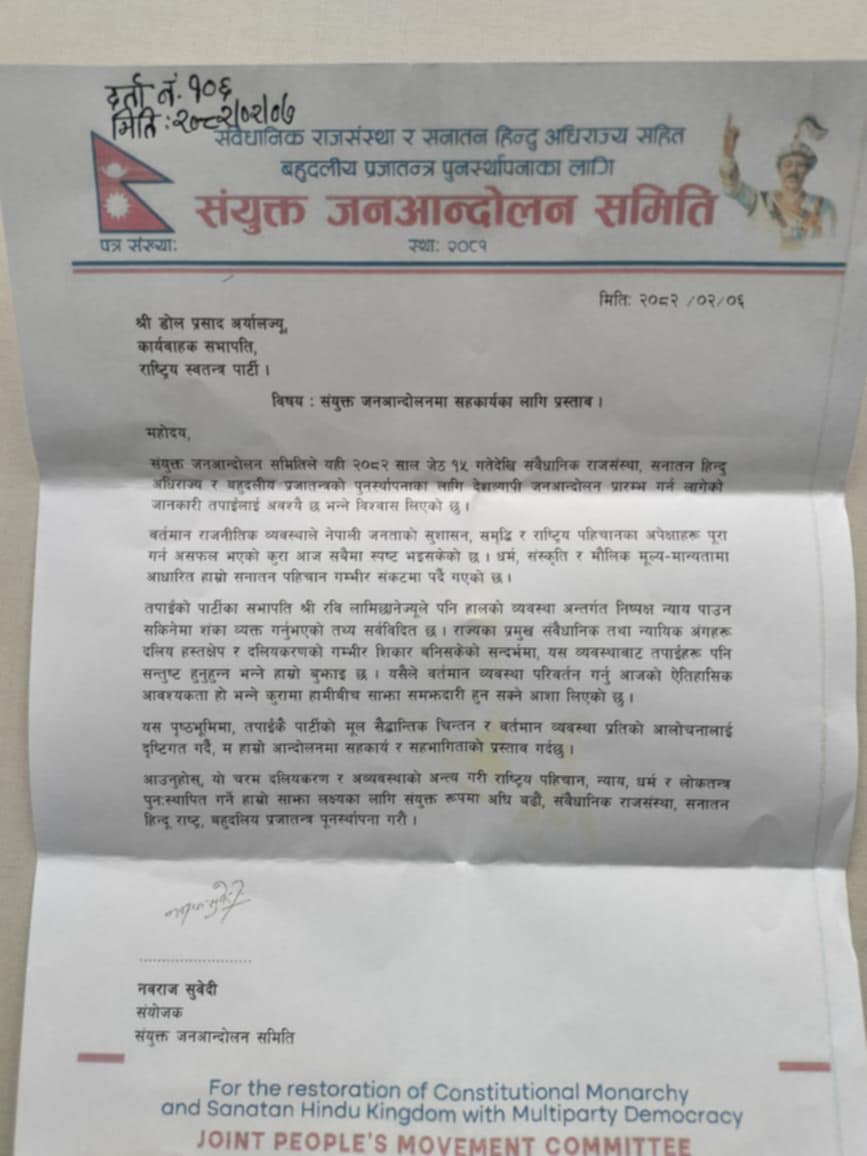 दर्ता नं. १०६
मिति : २०८२/०२/०७
संवैधानिक राजसंस्था र सनातन हिन्दु अधिराज्य सहित
बहुदलीय प्रजातन्त्र पुनर्स्थापनाका लागि
संयुक्त जनआन्दोलन समिति
पत्र संख्याः
स्थाः २०८१
मितिः २०८२ /०२/०६
श्री डोल प्रसाद अर्यालज्यू,
कार्यवाहक सभापति,
राष्ट्रिय स्वतन्त्र पार्टी ।
विषय : संयुक्त जनआन्दोलनमा सहकार्यका लागि प्रस्ताव ।
महोदय,
संयुक्त जनआन्दोलन समितिले यही २०८२ साल जेठ १५ गतेदेखि संवैधानिक राजसंस्था, सनातन हिन्दु
अधिराज्य र बहुदलीय प्रजातन्त्रको पुनर्स्थापनाका लागि देशव्यापी जनआन्दोलन प्रारम्भ गर्न लागेको
जानकारी तपाईंलाई अवश्यै छ भन्ने विश्वास लिएको छु ।
वर्तमान राजनीतिक व्यवस्थाले नेपाली जनताको सुशासन, समृद्धि र राष्ट्रिय पहिचानका अपेक्षाहरू पूरा
गर्न असफल भएको कुरा आज सबैमा स्पष्ट भइसकेको छ । धर्म, संस्कृति र मौलिक मूल्य-मान्यतामा
आधारित हाम्रो सनातन पहिचान गम्भीर संकटमा पर्दै गएको छ ।
तपाईंको पार्टीका सभापति श्री रवि लामिछानेज्यूले पनि हालको व्यवस्था अन्तर्गत निष्पक्ष न्याय पाउन
सकिनेमा शंका व्यक्त गर्नुभएको तथ्य सर्वविदित छ । राज्यका प्रमुख संवैधानिक तथा न्यायिक अंगहरू
दलिय हस्तक्षेप र दलियकरणको गम्भीर शिकार बनिसकेको सन्दर्भमा, यस व्यवस्थाबाट तपाईंहरू पनि
सन्तुष्ट हुनुहुन्न भन्ने हाम्रो बुझाइ छ । यसैले वर्तमान व्यवस्था परिवर्तन गर्नु आजको ऐतिहासिक
आवश्यकता हो भन्ने कुरामा हामीबीच साझा समझदारी हुन सक्ने आशा लिएको छु ।
यस पृष्ठभूमिमा, तपाईंकै पार्टीको मूल सैद्धान्तिक चिन्तन र वर्तमान व्यवस्था प्रतिको आलोचनालाई
दृष्टिगत गर्दै, म हाम्रो आन्दोलनमा सहकार्य र सहभागिताको प्रस्ताव गर्दछु ।
आउनुहोस्, यो चरम दलियकरण र अव्यवस्थाको अन्त्य गरी राष्ट्रिय पहिचान, न्याय, धर्म र लोकतन्त्र
पुन:स्थापित गर्ने हाम्रो साझा लक्ष्यका लागि संयुक्त रूपमा अघि बढौं, संवैधानिक राजसंस्था, सनातन
हिन्दू राष्ट्र, बहुदलिय प्रजातन्त्र पूनर्स्थापना गरौं ।
नवराज सुवेदी
संयोजक
संयुक्त जनआन्दोलन समिति
For the restoration of Constitutional Monarchy
and Sanatan Hindu Kingdom with Multiparty Democracy
JOINT PEOPLE'S MOVEMENT COMMITTEE